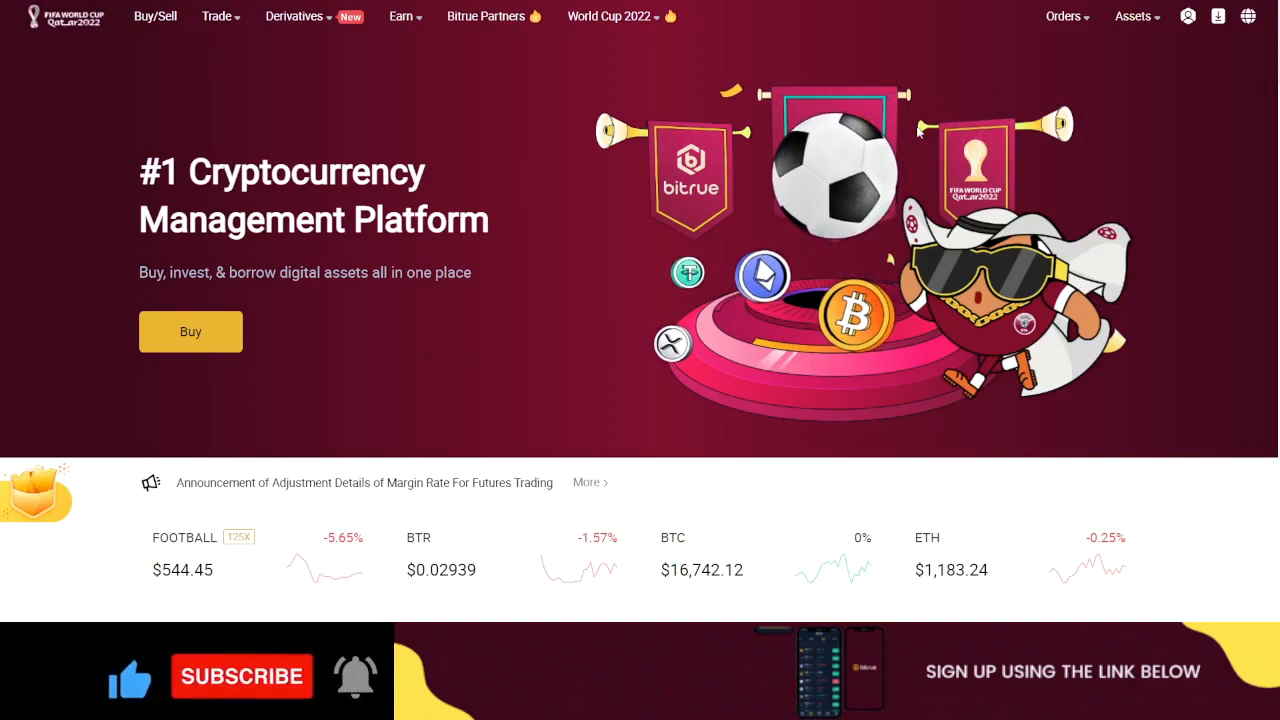 FIFA WORLD CUP
Qat_ar2022
Buy/Sell
Trade
Derivatives
New
Earn
Bitrue Partners
World Cup 2022
Orders
Assets
bitrue
FIFA WORLD CUP
Qat_ar2022
#1 Cryptocurrency
Management Platform
Buy, invest, & borrow digital assets all in one place
Buy
Announcement of Adjustment Details of Margin Rate For Futures Trading
More >
FOOTBALL 125X -5.65%
$544.45
BTR -1.57%
$0.02939
BTC 0%
$16,742.12
ETH -0.25%
$1,183.24
SUBSCRIBE
bitrue
SIGN UP USING THE LINK BELOW